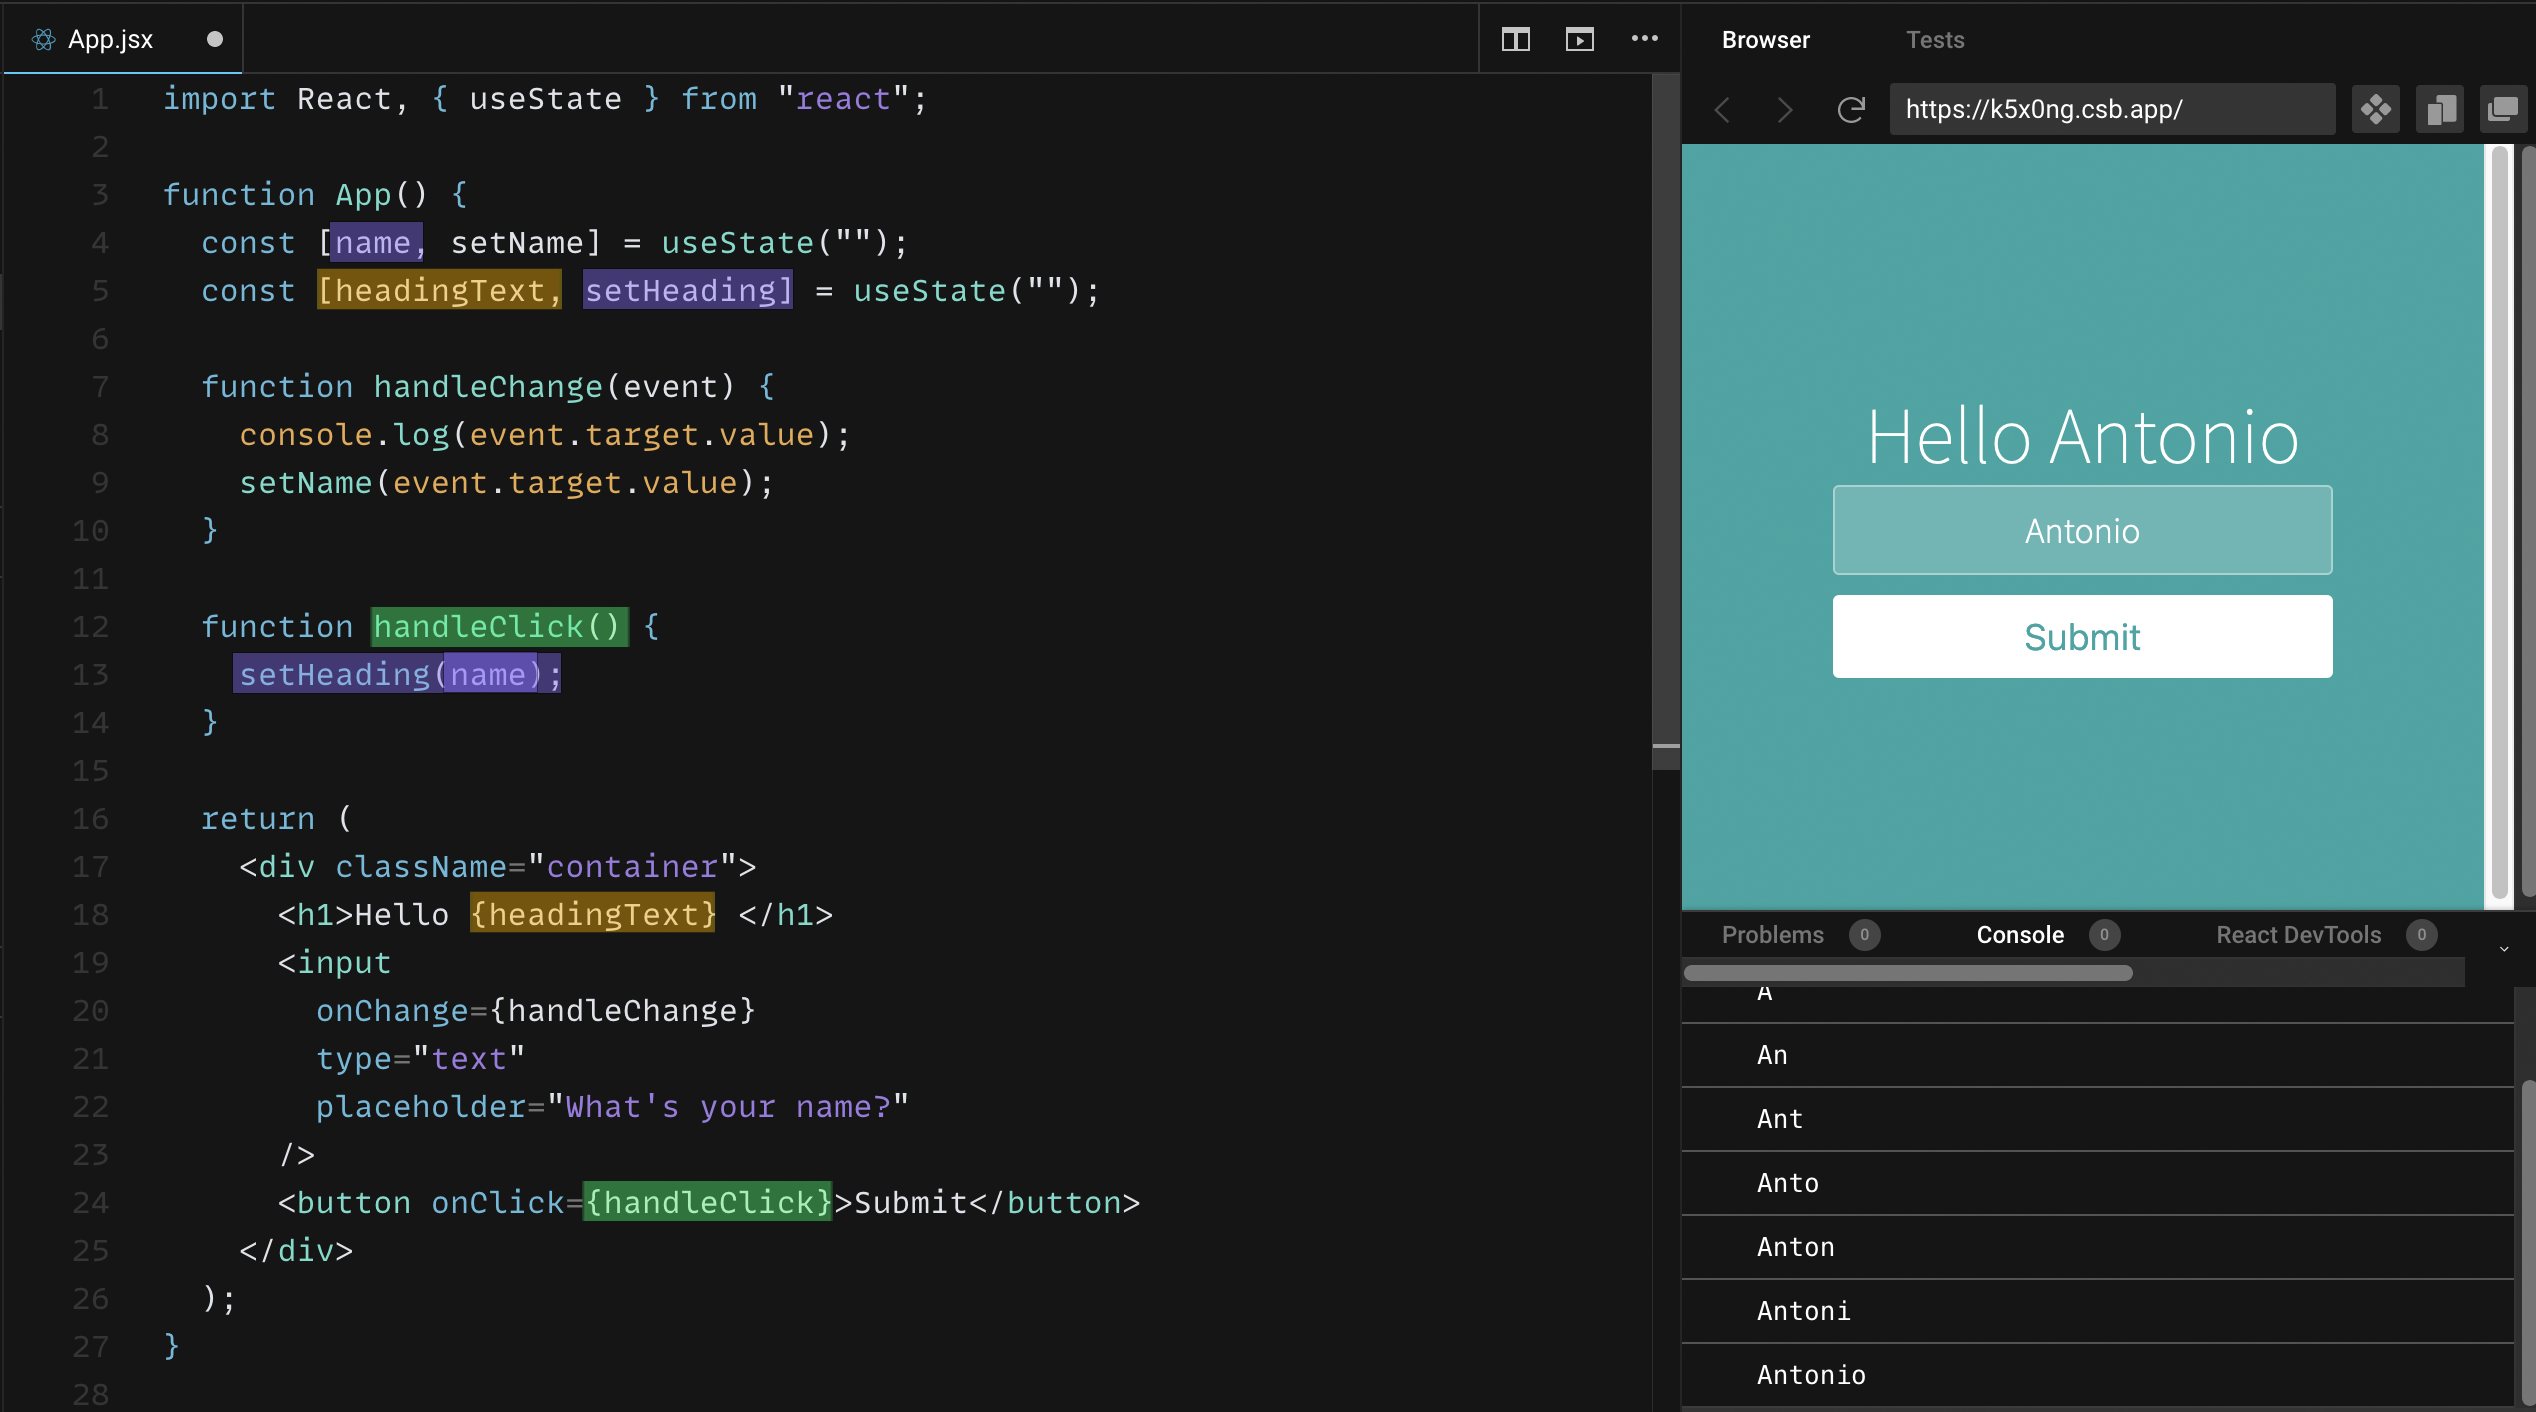 App.jsx
1 import React, { useState } from "react";
2
3 function App() {
4   const [name, setName] = useState("");
5   const [headingText, setHeading] = useState("");
6
7   function handleChange(event) {
8     console.log(event.target.value);
9     setName(event.target.value);
10   }
11
12   function handleClick() {
13     setHeading(name);
14   }
15
16   return (
17     <div className="container">
18       <h1>Hello {headingText} </h1>
19       <input
20         onChange={handleChange}
21         type="text"
22         placeholder="What's your name?"
23       />
24       <button onClick={handleClick}>Submit</button>
25     </div>
26   );
27 }
28
Browser Tests
https://k5x0ng.csb.app/
Hello Antonio
Antonio
Submit
Problems 0 Console 0 React DevTools 0
A
An
Ant
Anto
Anton
Antoni
Antonio